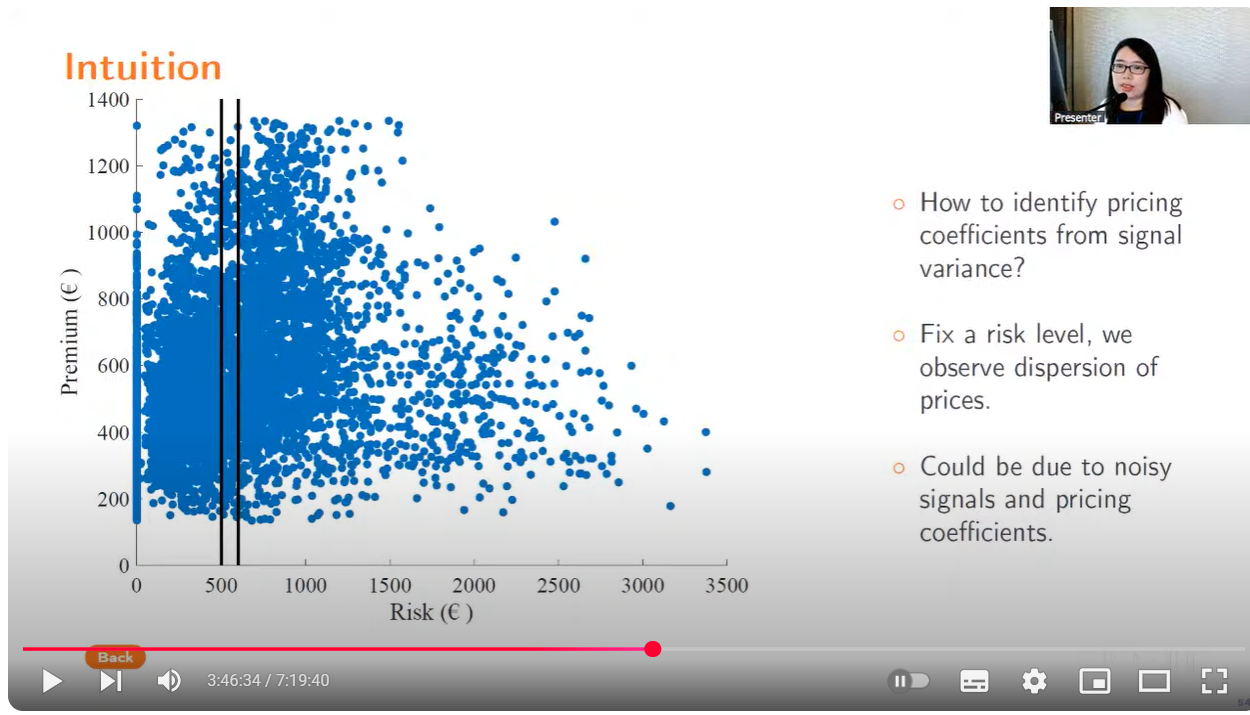 Intuition
Presenter
1400
1200
1000
800
600
400
200
0
Premium (€ )
0 500 1000 1500 2000 2500 3000 3500
Risk (€ )
How to identify pricing
coefficients from signal
variance?
Fix a risk level, we
observe dispersion of
prices.
Could be due to noisy
signals and pricing
coefficients.
Back
3:46:34 / 7:19:40